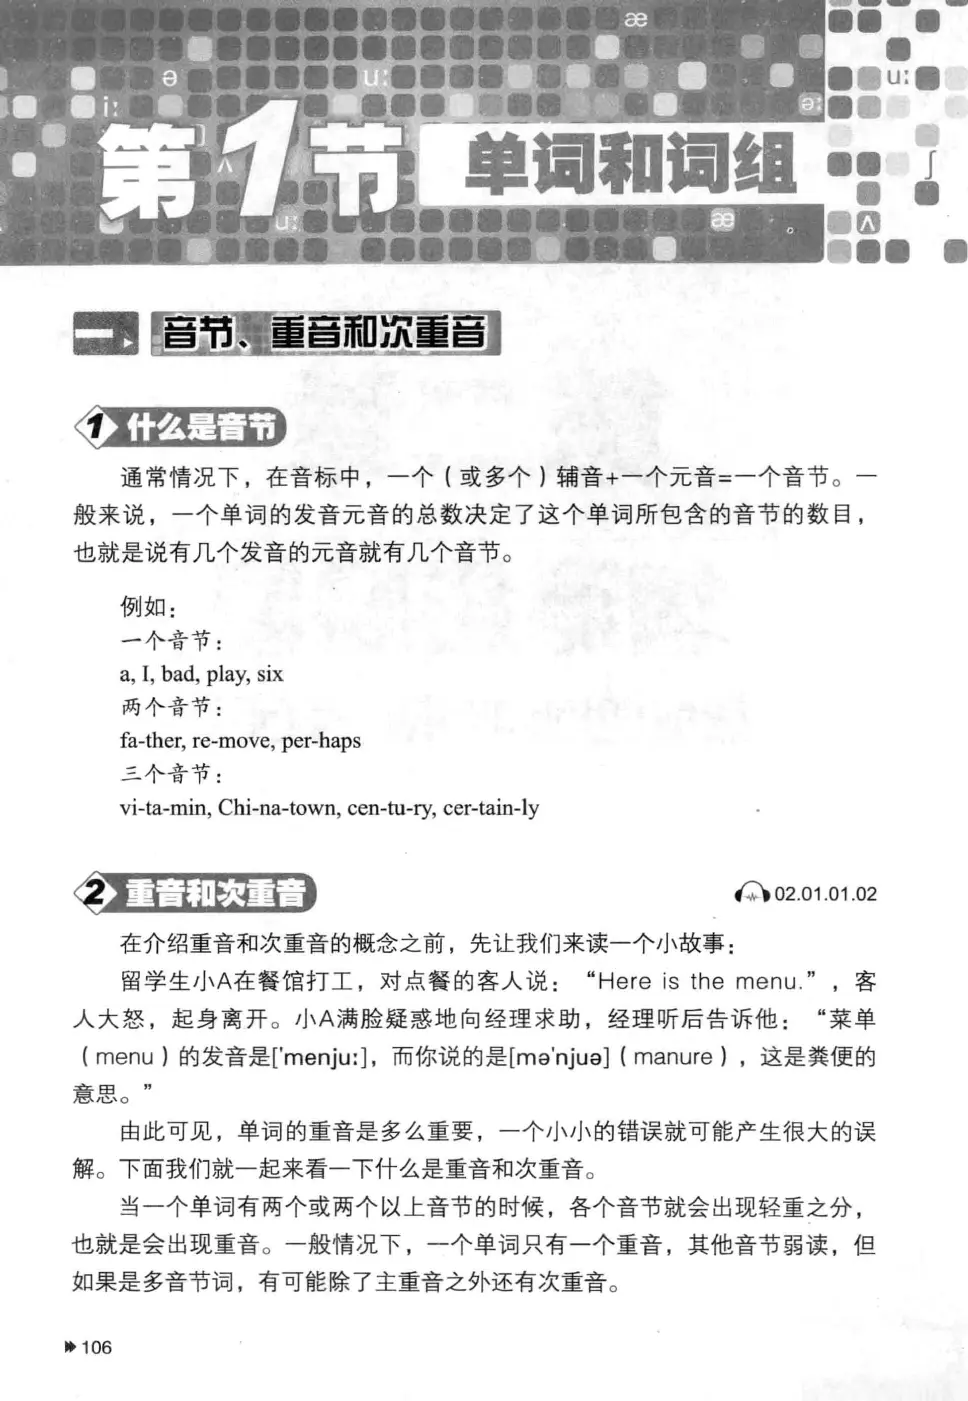 æ
ə
u:
u:
i:
ə:
第1节 单词和词组
ʌ
ʃ
u:
æ
ʌ
一 音节、重音和次重音
1 什么是音节
通常情况下，在音标中，一个（或多个）辅音+一个元音=一个音节。一
般来说，一个单词的发音元音的总数决定了这个单词所包含的音节的数目，
也就是说有几个发音的元音就有几个音节。
例如：
一个音节：
a, I, bad, play, six
两个音节：
fa-ther, re-move, per-haps
三个音节：
vi-ta-min, Chi-na-town, cen-tu-ry, cer-tain-ly
2 重音和次重音
02.01.01.02
在介绍重音和次重音的概念之前，先让我们来读一个小故事：
留学生小A在餐馆打工，对点餐的客人说：“Here is the menu.”，客
人大怒，起身离开。小A满脸疑惑地向经理求助，经理听后告诉他：“菜单
（menu）的发音是['menju:]，而你说的是[mə'njuə]（manure），这是粪便的
意思。”
由此可见，单词的重音是多么重要，一个小小的错误就可能产生很大的误
解。下面我们就一起来看一下什么是重音和次重音。
当一个单词有两个或两个以上音节的时候，各个音节就会出现轻重之分，
也就是会出现重音。一般情况下，一个单词只有一个重音，其他音节弱读，但
如果是多音节词，有可能除了主重音之外还有次重音。
106